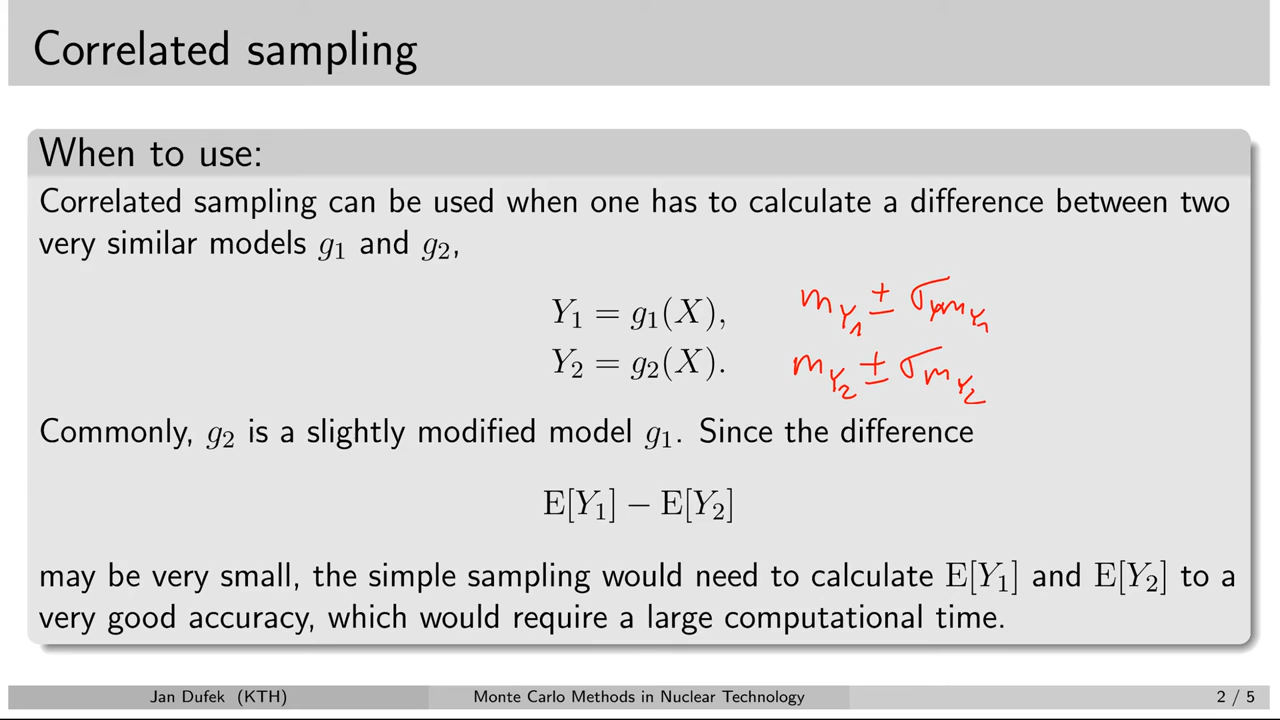 Correlated sampling
When to use:
Correlated sampling can be used when one has to calculate a difference between two
very similar models g₁ and g₂,
Y₁ = g₁(X), m_Y₁ ± σ_m_Y₁
Y₂ = g₂(X). m_Y₂ ± σ_m_Y₂
Commonly, g₂ is a slightly modified model g₁. Since the difference
E[Y₁] − E[Y₂]
may be very small, the simple sampling would need to calculate E[Y₁] and E[Y₂] to a
very good accuracy, which would require a large computational time.
Jan Dufek (KTH) Monte Carlo Methods in Nuclear Technology 2 / 5